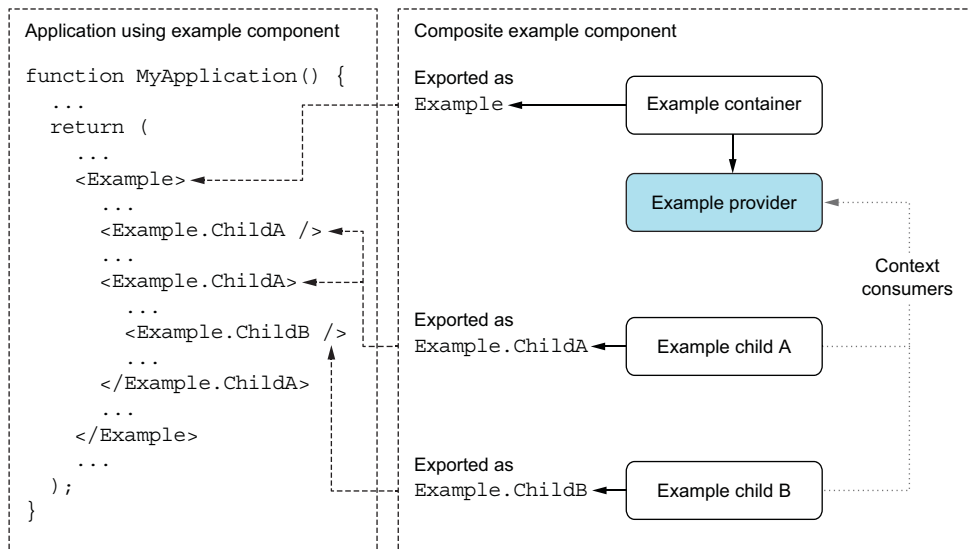 Application using example component
function MyApplication() {
...
return (
...
<Example>
...
<Example.ChildA />
...
<Example.ChildA>
...
<Example.ChildB />
...
</Example.ChildA>
...
</Example>
...
);
}
Composite example component
Exported as
Example
Example container
Example provider
Context
consumers
Exported as
Example.ChildA
Example child A
Exported as
Example.ChildB
Example child B